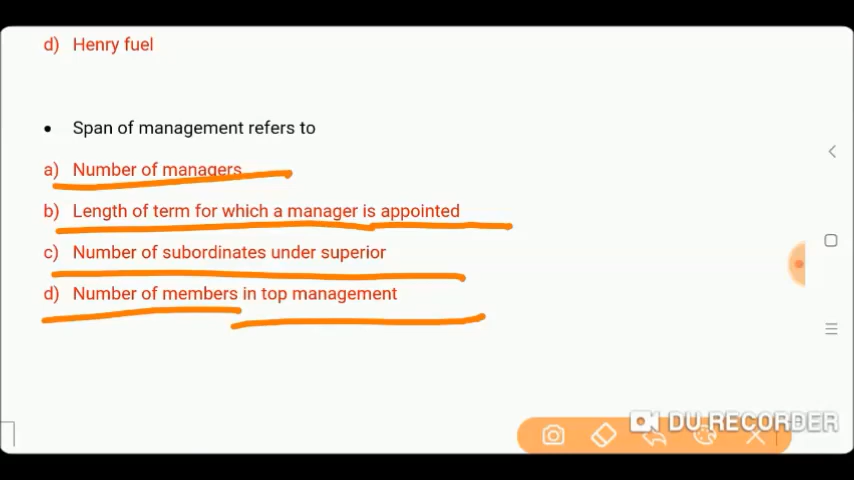 d) Henry fuel
• Span of management refers to
a) Number of managers
b) Length of term for which a manager is appointed
c) Number of subordinates under superior
d) Number of members in top management
DU RECORDER